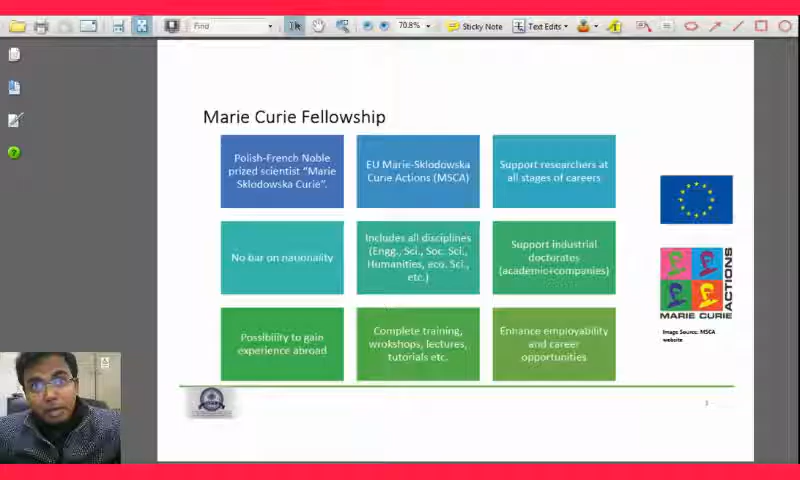 Find
70.8%
Sticky Note
Text Edits
Marie Curie Fellowship
Polish-French Noble
prized scientist "Marie
Sklodowska Curie".
EU Marie-Sklodowska
Curie Actions (MSCA)
Support researchers at
all stages of careers
No bar on nationality
Includes all disciplines
(Engg., Sci., Soc. Sci.,
Humanities, eco. Sci.,
etc.)
Support industrial
doctorates
(academic+companies)
Possibility to gain
experience abroad
Complete training,
wrokshops, lectures,
tutorials etc.
Enhance employability
and career
opportunities
MARIE CURIE
ACTIONS
Image Source: MSCA
website